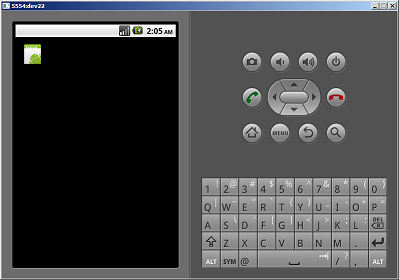 5554:dev22
2:05 AM
MENU
1 ! 2 @ 3 # 4 $ 5 % 6 ^ 7 & 8 * 9 ( 0 )
Q W " E R T { Y } U _ I - O + P =
A S \ D ' F [ G ] H < J > K ; L : DEL
Z X C V B N M .
ALT SYM @ / ? , ALT